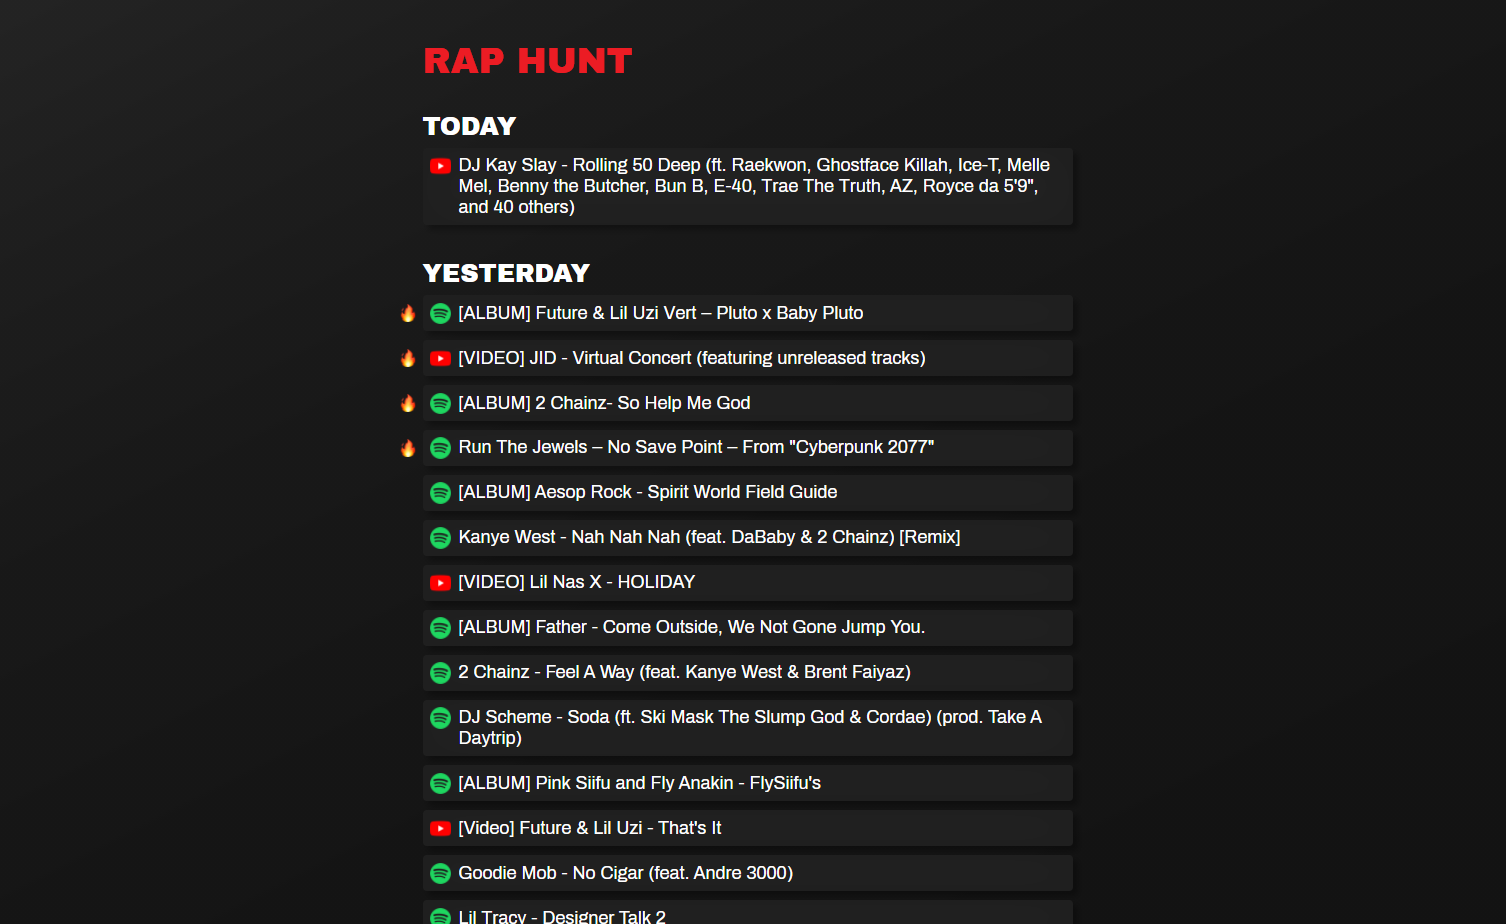 RAP HUNT
TODAY
DJ Kay Slay - Rolling 50 Deep (ft. Raekwon, Ghostface Killah, Ice-T, Melle
Mel, Benny the Butcher, Bun B, E-40, Trae The Truth, AZ, Royce da 5'9",
and 40 others)
YESTERDAY
[ALBUM] Future & Lil Uzi Vert – Pluto x Baby Pluto
[VIDEO] JID - Virtual Concert (featuring unreleased tracks)
[ALBUM] 2 Chainz- So Help Me God
Run The Jewels – No Save Point – From "Cyberpunk 2077"
[ALBUM] Aesop Rock - Spirit World Field Guide
Kanye West - Nah Nah Nah (feat. DaBaby & 2 Chainz) [Remix]
[VIDEO] Lil Nas X - HOLIDAY
[ALBUM] Father - Come Outside, We Not Gone Jump You.
2 Chainz - Feel A Way (feat. Kanye West & Brent Faiyaz)
DJ Scheme - Soda (ft. Ski Mask The Slump God & Cordae) (prod. Take A
Daytrip)
[ALBUM] Pink Siifu and Fly Anakin - FlySiifu's
[Video] Future & Lil Uzi - That's It
Goodie Mob - No Cigar (feat. Andre 3000)
Lil Tracy - Designer Talk 2